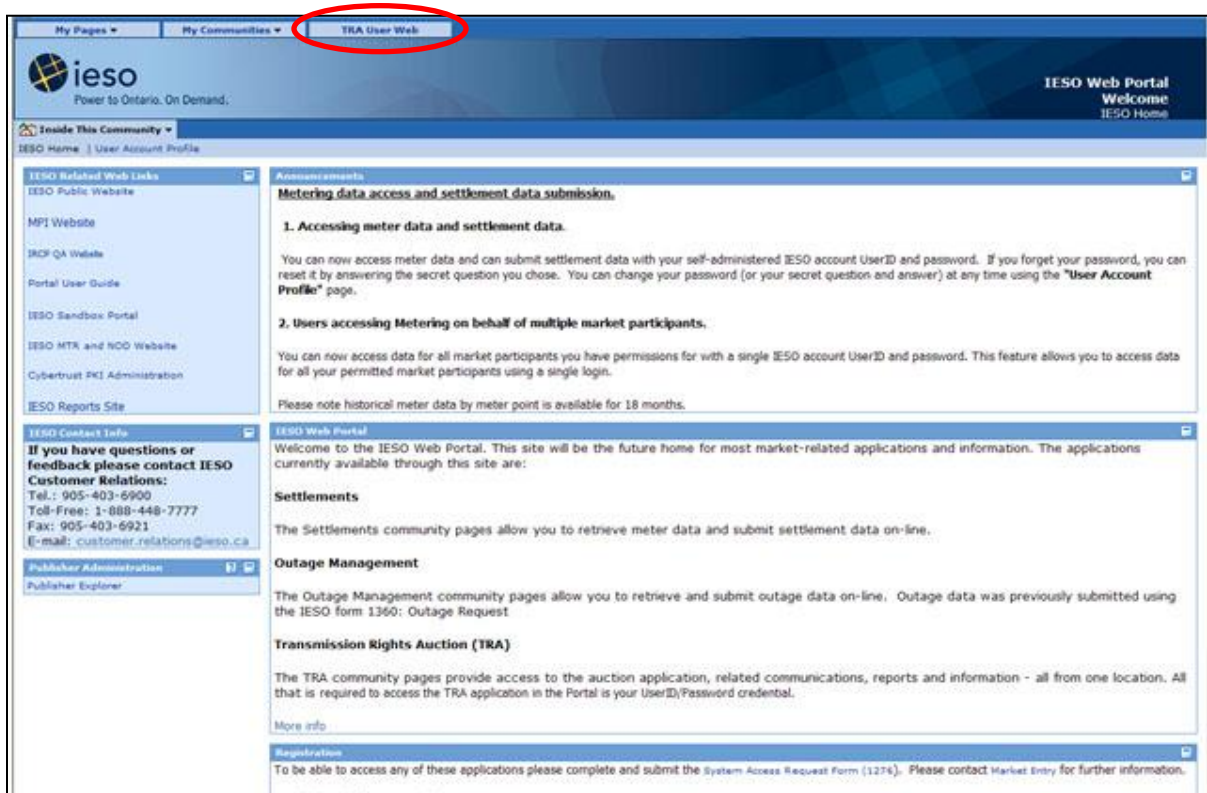 My Pages ▾
My Communities ▾
TRA User Web
ieso
Power to Ontario. On Demand.
IESO Web Portal
Welcome
IESO Home
Inside This Community ▾
IESO Home | User Account Profile
IESO Related Web Links
IESO Public Website
MPI Website
IRCP QA Website
Portal User Guide
IESO Sandbox Portal
IESO MTR and NOD Website
Cybertrust PKI Administration
IESO Reports Site
IESO Contact Info
If you have questions or
feedback please contact IESO
Customer Relations:
Tel.: 905-403-6900
Toll-Free: 1-888-448-7777
Fax: 905-403-6921
E-mail: customer.relations@ieso.ca
Publisher Administration
Publisher Explorer
Announcements
Metering data access and settlement data submission.
1. Accessing meter data and settlement data.
You can now access meter data and can submit settlement data with your self-administered IESO account UserID and password. If you forget your password, you can
reset it by answering the secret question you chose. You can change your password (or your secret question and answer) at any time using the "User Account
Profile" page.
2. Users accessing Metering on behalf of multiple market participants.
You can now access data for all market participants you have permissions for with a single IESO account UserID and password. This feature allows you to access data
for all your permitted market participants using a single login.
Please note historical meter data by meter point is available for 18 months.
IESO Web Portal
Welcome to the IESO Web Portal. This site will be the future home for most market-related applications and information. The applications
currently available through this site are:
Settlements
The Settlements community pages allow you to retrieve meter data and submit settlement data on-line.
Outage Management
The Outage Management community pages allow you to retrieve and submit outage data on-line. Outage data was previously submitted using
the IESO form 1360: Outage Request
Transmission Rights Auction (TRA)
The TRA community pages provide access to the auction application, related communications, reports and information - all from one location. All
that is required to access the TRA application in the Portal is your UserID/Password credential.
More info
Registration
To be able to access any of these applications please complete and submit the System Access Request Form (1276). Please contact Market Entry for further information.